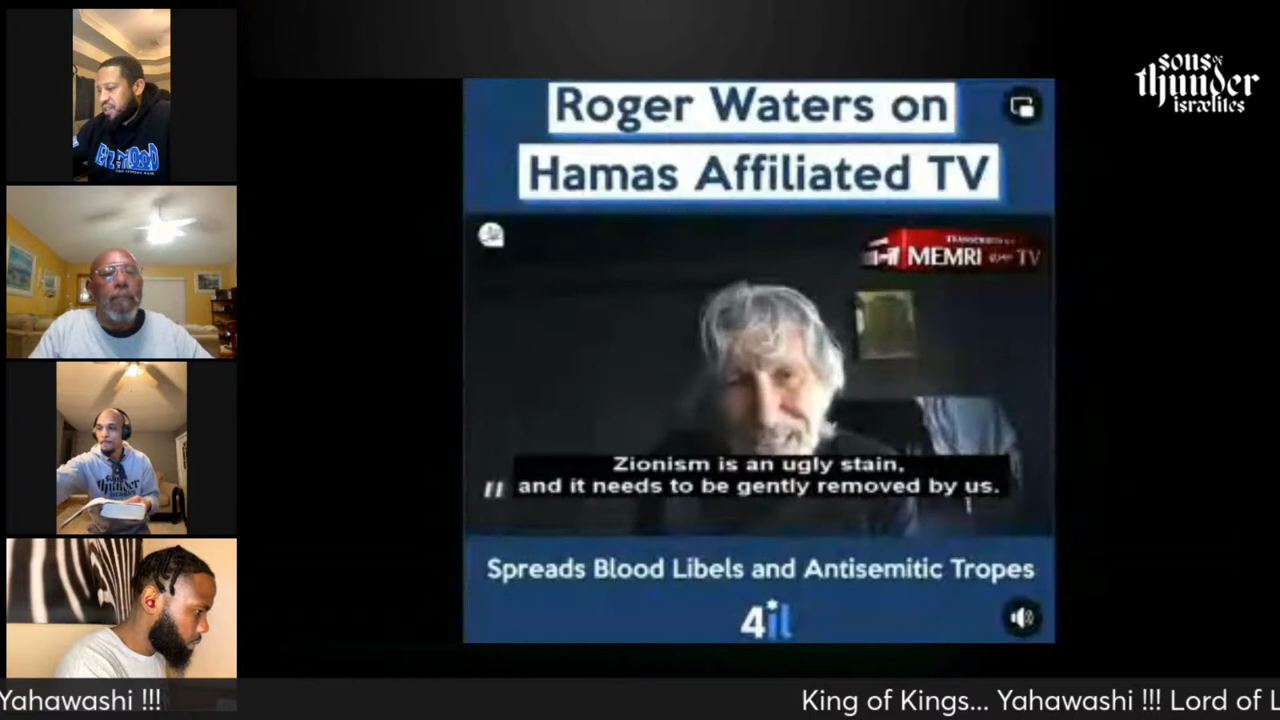 sons of
thunder
israelites
Roger Waters on
Hamas Affiliated TV
MEMRI
TV
Zionism is an ugly stain,
" and it needs to be gently removed by us.
Spreads Blood Libels and Antisemitic Tropes
4il
thunder
Yahawashi !!!
King of Kings... Yahawashi !!! Lord of L